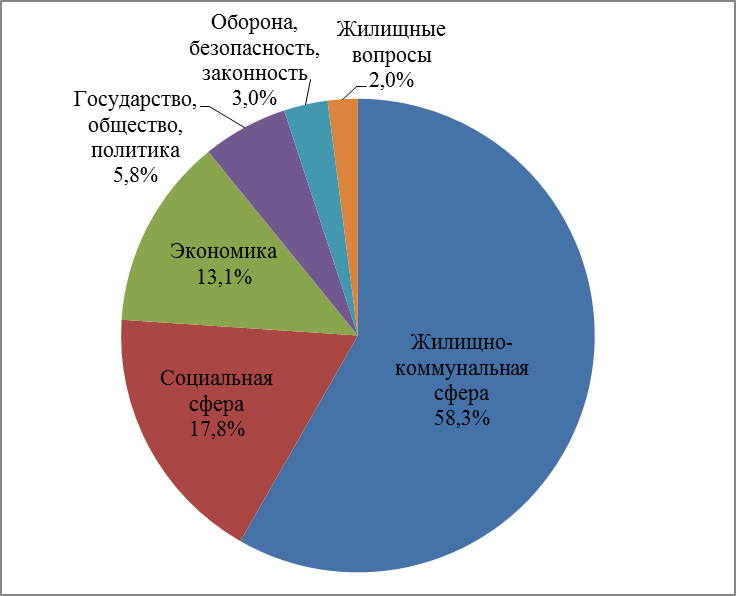 Оборона,
безопасность,
законность
3,0%
Жилищные
вопросы
2,0%
Государство,
общество,
политика
5,8%
Экономика
13,1%
Жилищно-
коммунальная
сфера
58,3%
Социальная
сфера
17,8%